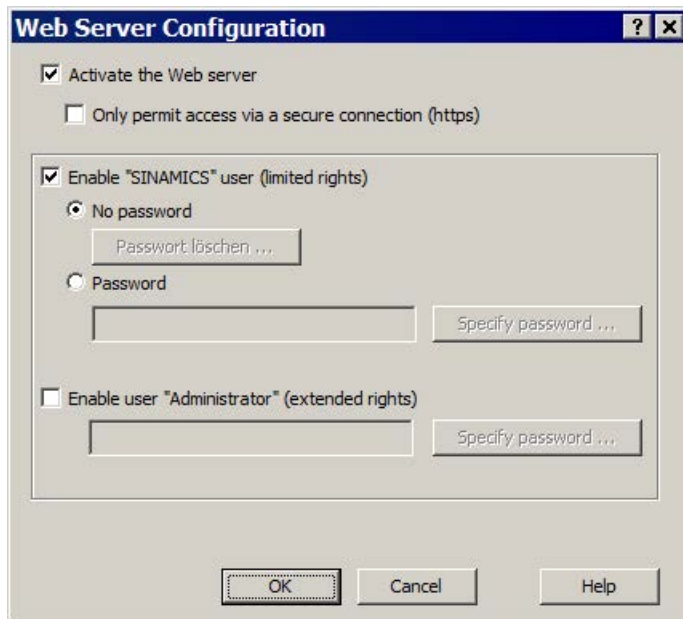 Web Server Configuration
Activate the Web server
Only permit access via a secure connection (https)
Enable "SINAMICS" user (limited rights)
No password
Passwort löschen ...
Password
Specify password ...
Enable user "Administrator" (extended rights)
Specify password ...
OK Cancel Help